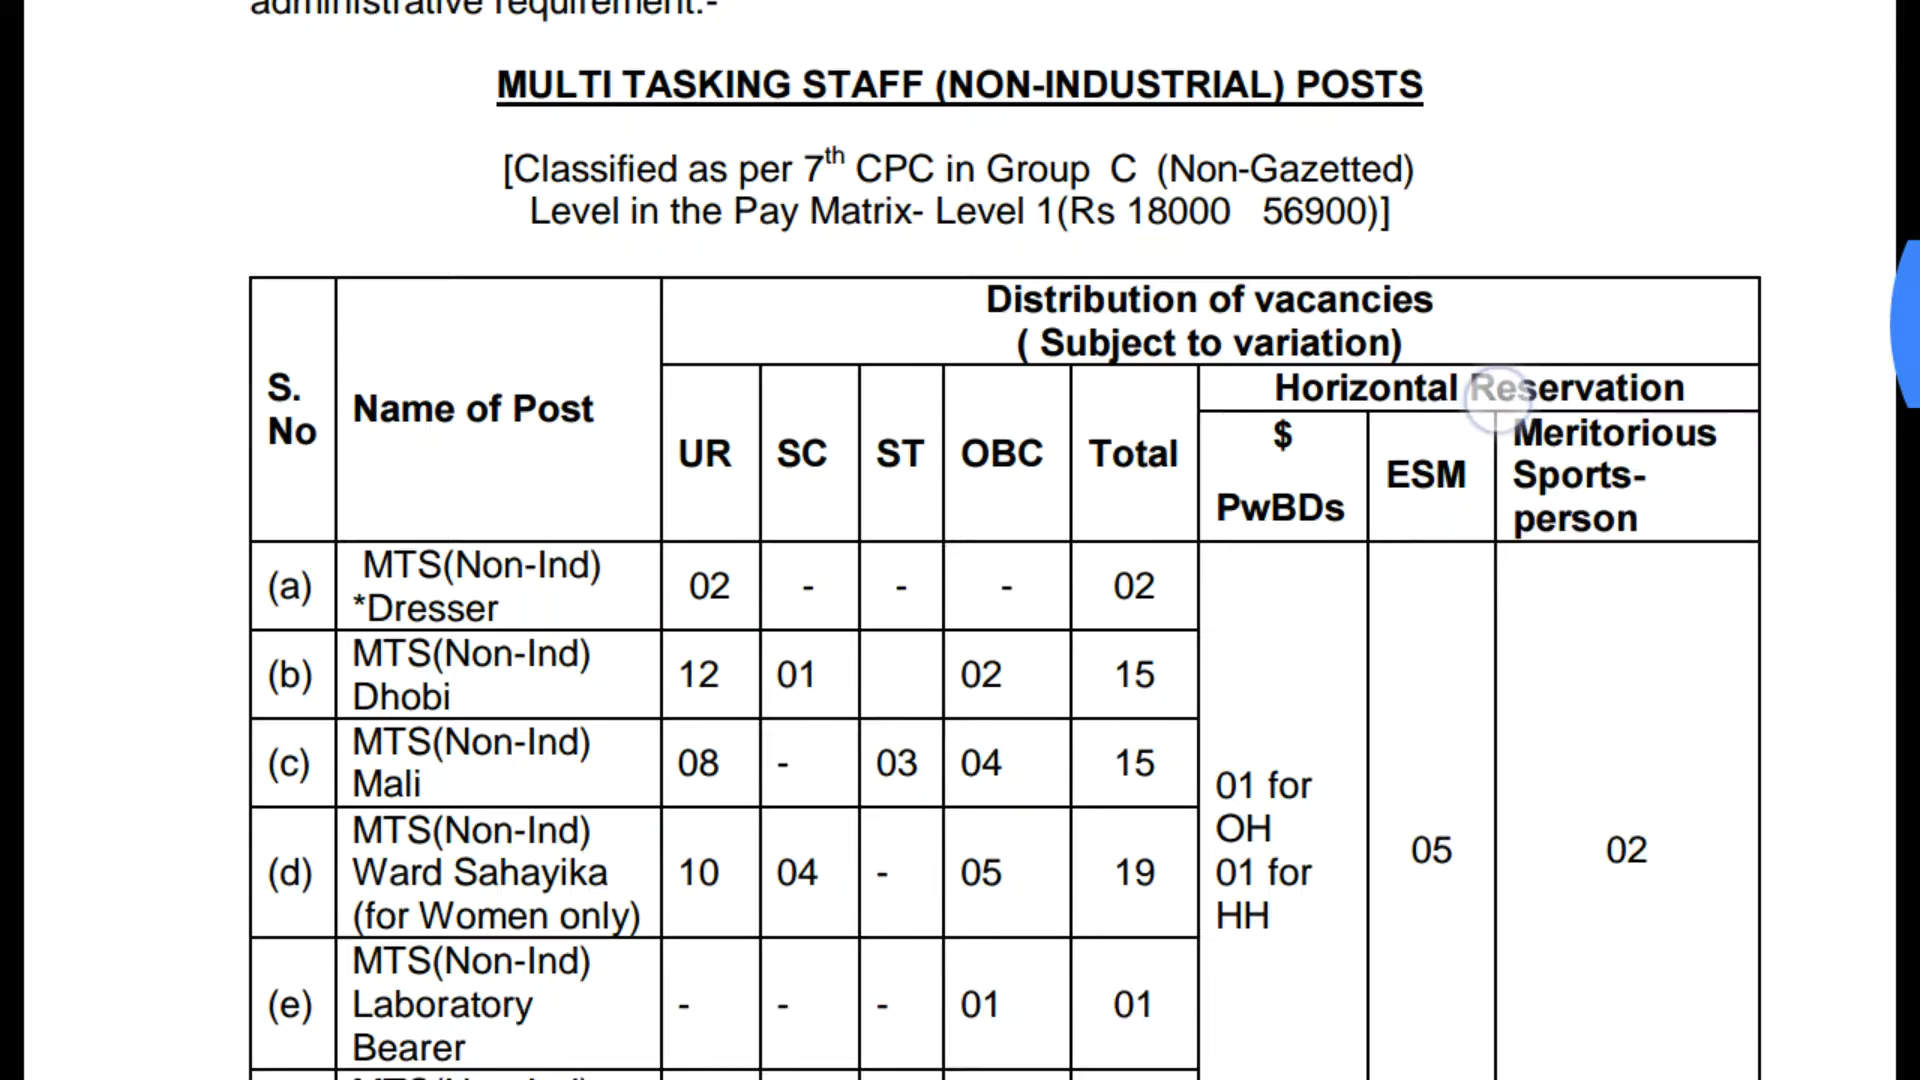 administrative requirement:-
MULTI TASKING STAFF (NON-INDUSTRIAL) POSTS
[Classified as per 7th CPC in Group C (Non-Gazetted)
Level in the Pay Matrix- Level 1(Rs 18000 56900)]
S. No
Name of Post
Distribution of vacancies
( Subject to variation)
UR SC ST OBC Total
Horizontal Reservation
$ PwBDs
ESM
Meritorious
Sports-
person
(a) MTS(Non-Ind)
*Dresser
02 - - - 02
(b) MTS(Non-Ind)
Dhobi
12 01 02 15
(c) MTS(Non-Ind)
Mali
08 - 03 04 15
(d) MTS(Non-Ind)
Ward Sahayika
(for Women only)
10 04 - 05 19
(e) MTS(Non-Ind)
Laboratory
Bearer
- - - 01 01
01 for
OH
01 for
HH
05
02